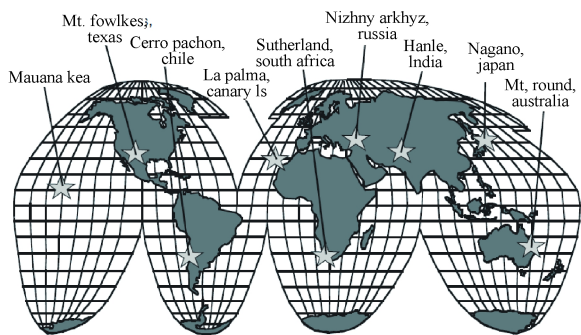 Mt. fowlkes;,
texas
Cerro pachon,
chile
Mauana kea
La palma,
canary ls
Sutherland,
south africa
Nizhny arkhyz,
russia
Hanle,
lndia
Nagano,
japan
Mt, round,
australia